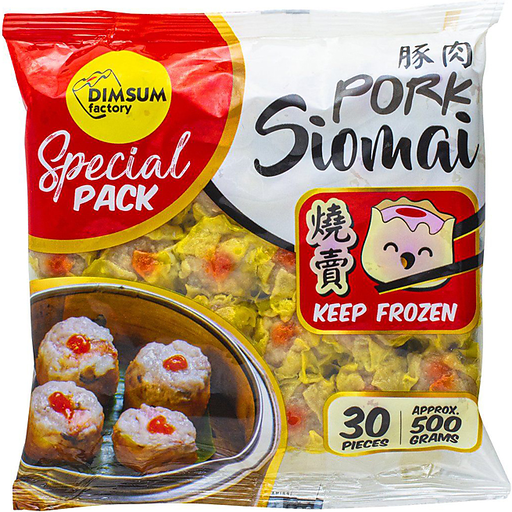 DIMSUM
factory
Special
PACK
豚肉
PORK
Siomai
燒
賣
KEEP FROZEN
30
PIECES
APPROX.
500
GRAMS